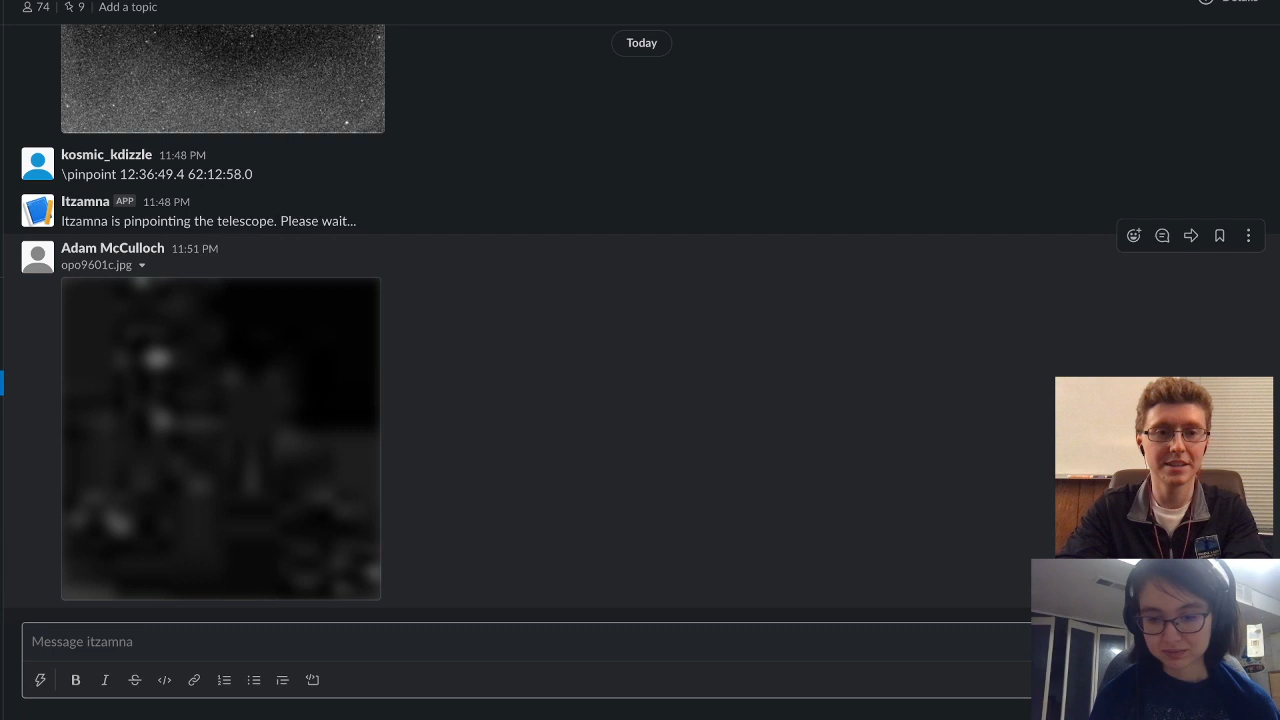 74 | 9 | Add a topic
Today
kosmic_kdizzle 11:48 PM
\pinpoint 12:36:49.4 62:12:58.0
Itzamna APP 11:48 PM
Itzamna is pinpointing the telescope. Please wait...
Adam McCulloch 11:51 PM
opo9601c.jpg
Message itzamna
B I S